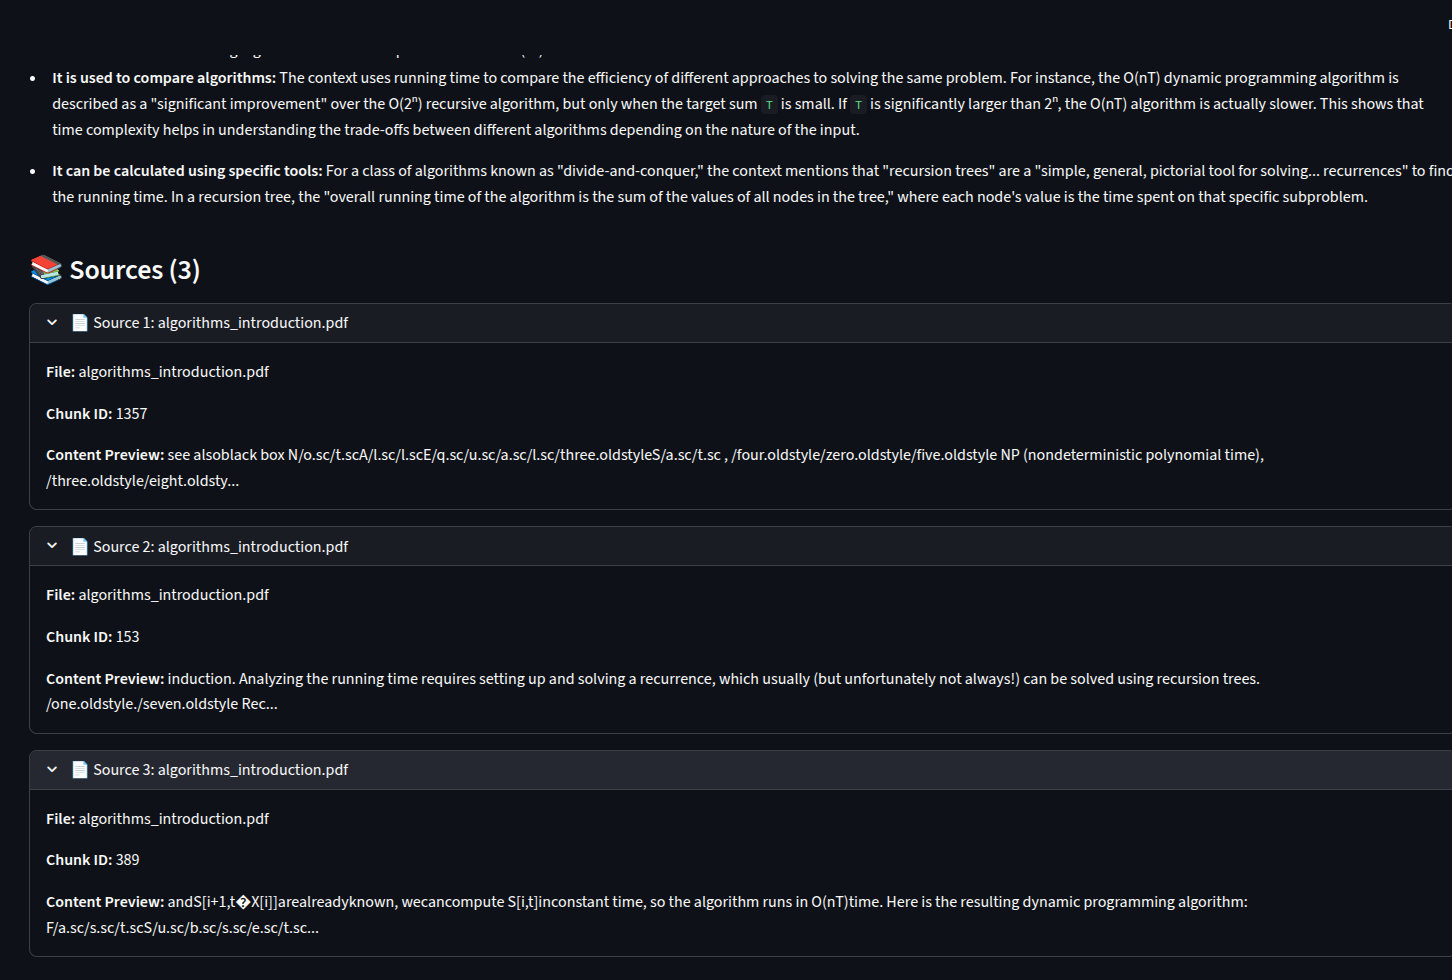 It is used to compare algorithms: The context uses running time to compare the efficiency of different approaches to solving the same problem. For instance, the O(nT) dynamic programming algorithm is
described as a "significant improvement" over the O(2ⁿ) recursive algorithm, but only when the target sum T is small. If T is significantly larger than 2ⁿ, the O(nT) algorithm is actually slower. This shows that
time complexity helps in understanding the trade-offs between different algorithms depending on the nature of the input.
It can be calculated using specific tools: For a class of algorithms known as "divide-and-conquer," the context mentions that "recursion trees" are a "simple, general, pictorial tool for solving... recurrences" to find
the running time. In a recursion tree, the "overall running time of the algorithm is the sum of the values of all nodes in the tree," where each node's value is the time spent on that specific subproblem.
📚 Sources (3)
📄 Source 1: algorithms_introduction.pdf
File: algorithms_introduction.pdf
Chunk ID: 1357
Content Preview: see alsoblack box N/o.sc/t.scA/l.sc/l.scE/q.sc/u.sc/a.sc/l.sc/three.oldstyleS/a.sc/t.sc , /four.oldstyle/zero.oldstyle/five.oldstyle NP (nondeterministic polynomial time),
/three.oldstyle/eight.oldsty...
📄 Source 2: algorithms_introduction.pdf
File: algorithms_introduction.pdf
Chunk ID: 153
Content Preview: induction. Analyzing the running time requires setting up and solving a recurrence, which usually (but unfortunately not always!) can be solved using recursion trees.
/one.oldstyle./seven.oldstyle Rec...
📄 Source 3: algorithms_introduction.pdf
File: algorithms_introduction.pdf
Chunk ID: 389
Content Preview: andS[i+1,t�X[i]]arealreadyknown, wecancompute S[i,t]inconstant time, so the algorithm runs in O(nT)time. Here is the resulting dynamic programming algorithm:
F/a.sc/s.sc/t.scS/u.sc/b.sc/s.sc/e.sc/t.sc...